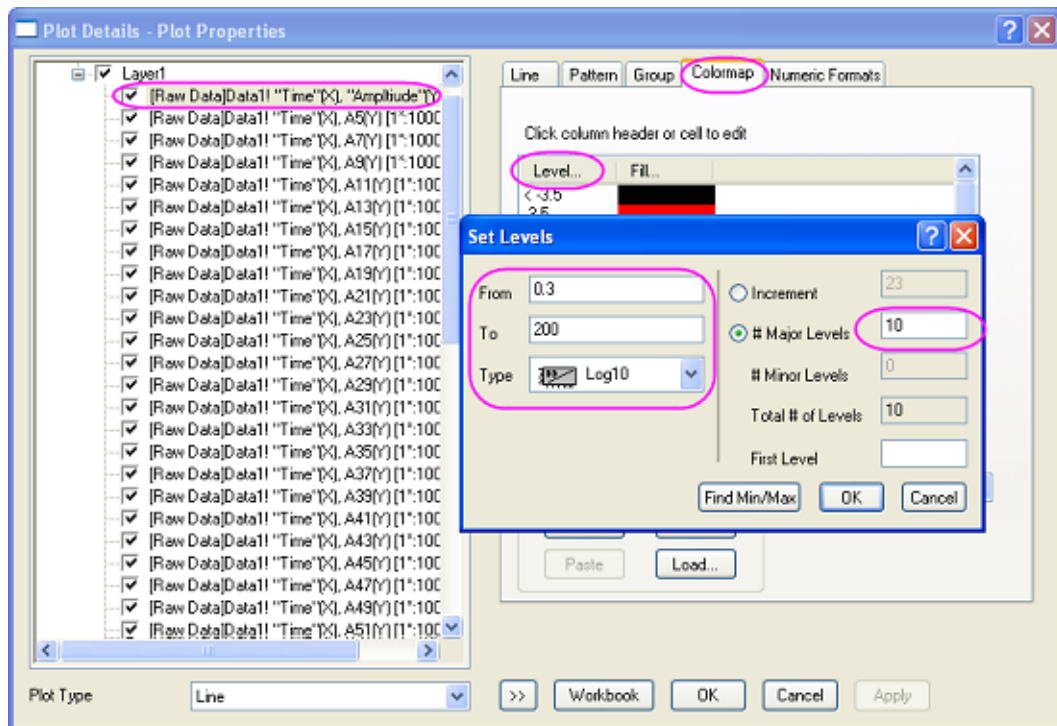 Plot Details - Plot Properties
Layer1
[Raw Data]Data1! "Time"(X), "Ampltiude"(Y
[Raw Data]Data1! "Time"(X), A5(Y) [1*:1000
[Raw Data]Data1! "Time"(X), A7(Y) [1*:1000
[Raw Data]Data1! "Time"(X), A9(Y) [1*:1000
[Raw Data]Data1! "Time"(X), A11(Y) [1*:100
[Raw Data]Data1! "Time"(X), A13(Y) [1*:100
[Raw Data]Data1! "Time"(X), A15(Y) [1*:100
[Raw Data]Data1! "Time"(X), A17(Y) [1*:100
[Raw Data]Data1! "Time"(X), A19(Y) [1*:100
[Raw Data]Data1! "Time"(X), A21(Y) [1*:100
[Raw Data]Data1! "Time"(X), A23(Y) [1*:100
[Raw Data]Data1! "Time"(X), A25(Y) [1*:100
[Raw Data]Data1! "Time"(X), A27(Y) [1*:100
[Raw Data]Data1! "Time"(X), A29(Y) [1*:100
[Raw Data]Data1! "Time"(X), A31(Y) [1*:100
[Raw Data]Data1! "Time"(X), A33(Y) [1*:100
[Raw Data]Data1! "Time"(X), A35(Y) [1*:100
[Raw Data]Data1! "Time"(X), A37(Y) [1*:100
[Raw Data]Data1! "Time"(X), A39(Y) [1*:100
[Raw Data]Data1! "Time"(X), A41(Y) [1*:100
[Raw Data]Data1! "Time"(X), A43(Y) [1*:100
[Raw Data]Data1! "Time"(X), A45(Y) [1*:100
[Raw Data]Data1! "Time"(X), A47(Y) [1*:100
[Raw Data]Data1! "Time"(X), A49(Y) [1*:100
[Raw Data]Data1! "Time"(X), A51(Y) [1*:100
Plot Type Line
Line Pattern Group Colormap Numeric Formats
Click column header or cell to edit
Level... Fill...
< -3.5
-3.5
Set Levels
From 0.3
To 200
Type Log10
Increment 23
# Major Levels 10
# Minor Levels 0
Total # of Levels 10
First Level
Find Min/Max OK Cancel
Paste Load...
>> Workbook OK Cancel Apply